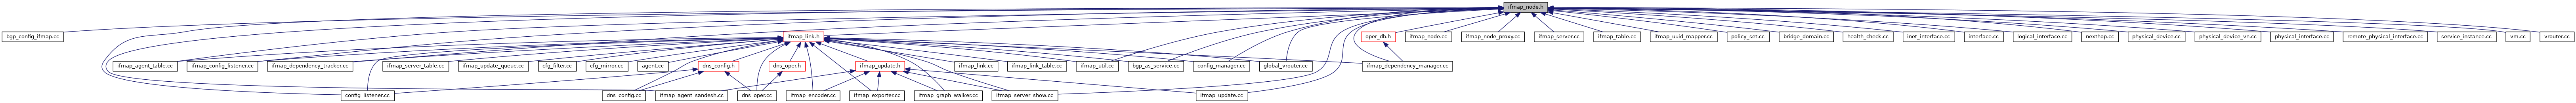 ifmap_node.h
bgp_config_ifmap.cc
ifmap_link.h
oper_db.h
ifmap_node.cc
ifmap_node_proxy.cc
ifmap_server.cc
ifmap_table.cc
ifmap_uuid_mapper.cc
policy_set.cc
bridge_domain.cc
health_check.cc
inet_interface.cc
interface.cc
logical_interface.cc
nexthop.cc
physical_device.cc
physical_device_vn.cc
physical_interface.cc
remote_physical_interface.cc
service_instance.cc
vm.cc
vrouter.cc
ifmap_agent_table.cc
ifmap_config_listener.cc
ifmap_dependency_tracker.cc
ifmap_server_table.cc
ifmap_update_queue.cc
cfg_filter.cc
cfg_mirror.cc
agent.cc
dns_config.h
dns_oper.h
ifmap_update.h
ifmap_link.cc
ifmap_link_table.cc
ifmap_util.cc
bgp_as_service.cc
config_manager.cc
global_vrouter.cc
ifmap_dependency_manager.cc
config_listener.cc
dns_config.cc
ifmap_agent_sandesh.cc
dns_oper.cc
ifmap_encoder.cc
ifmap_exporter.cc
ifmap_graph_walker.cc
ifmap_server_show.cc
ifmap_update.cc